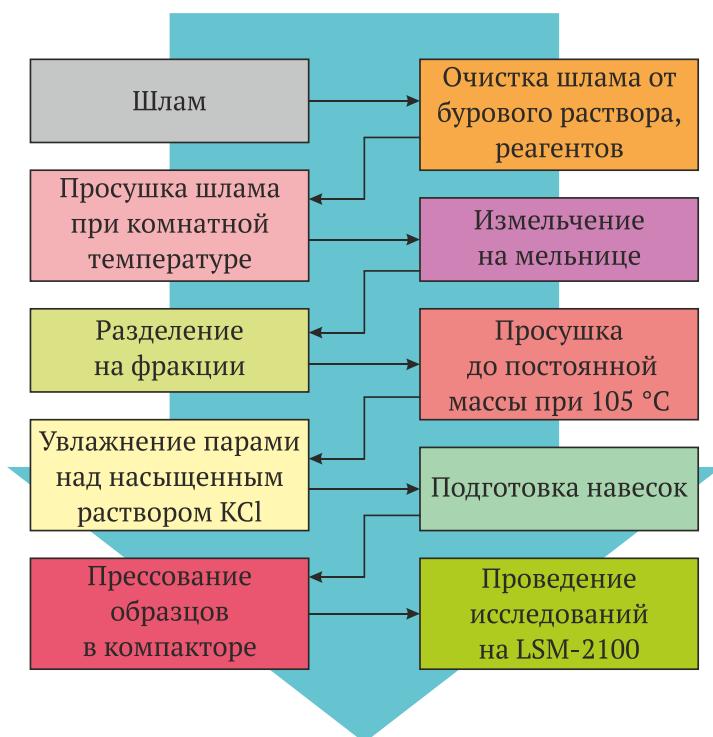 Шлам
Очистка шлама от
бурового раствора,
реагентов
Просушка шлама
при комнатной
температуре
Измельчение
на мельнице
Разделение
на фракции
Просушка
до постоянной
массы при 105 °C
Увлажнение парами
над насыщенным
раствором KCl
Подготовка навесок
Прессование
образцов
в компакторе
Проведение
исследований
на LSM-2100